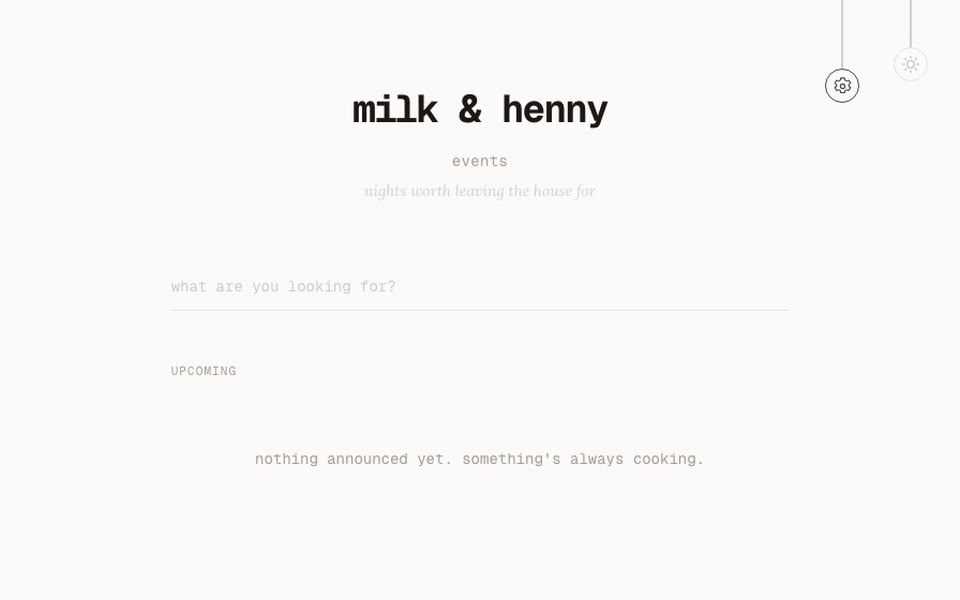 milk & henny
events
nights worth leaving the house for
what are you looking for?
UPCOMING
nothing announced yet. something's always cooking.